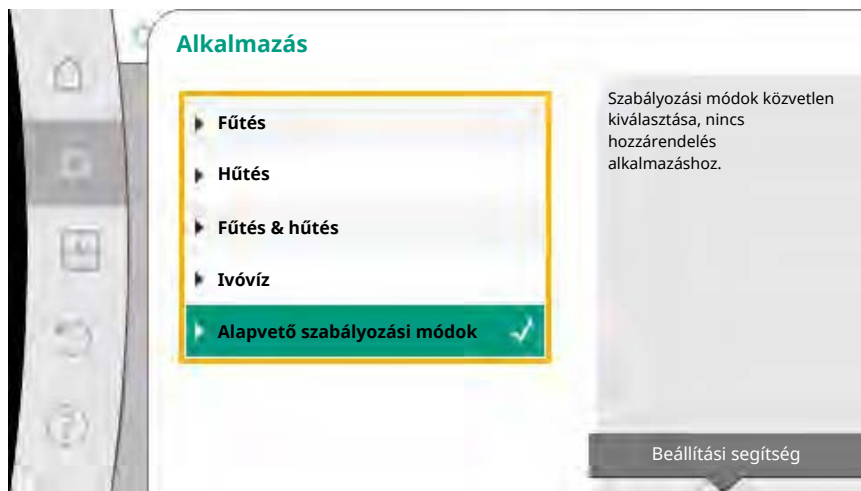 Alkalmazás
Fűtés
Hűtés
Fűtés & hűtés
Ivóvíz
Alapvető szabályozási módok
Szabályozási módok közvetlen
kiválasztása, nincs
hozzárendelés
alkalmazáshoz.
Beállítási segítség